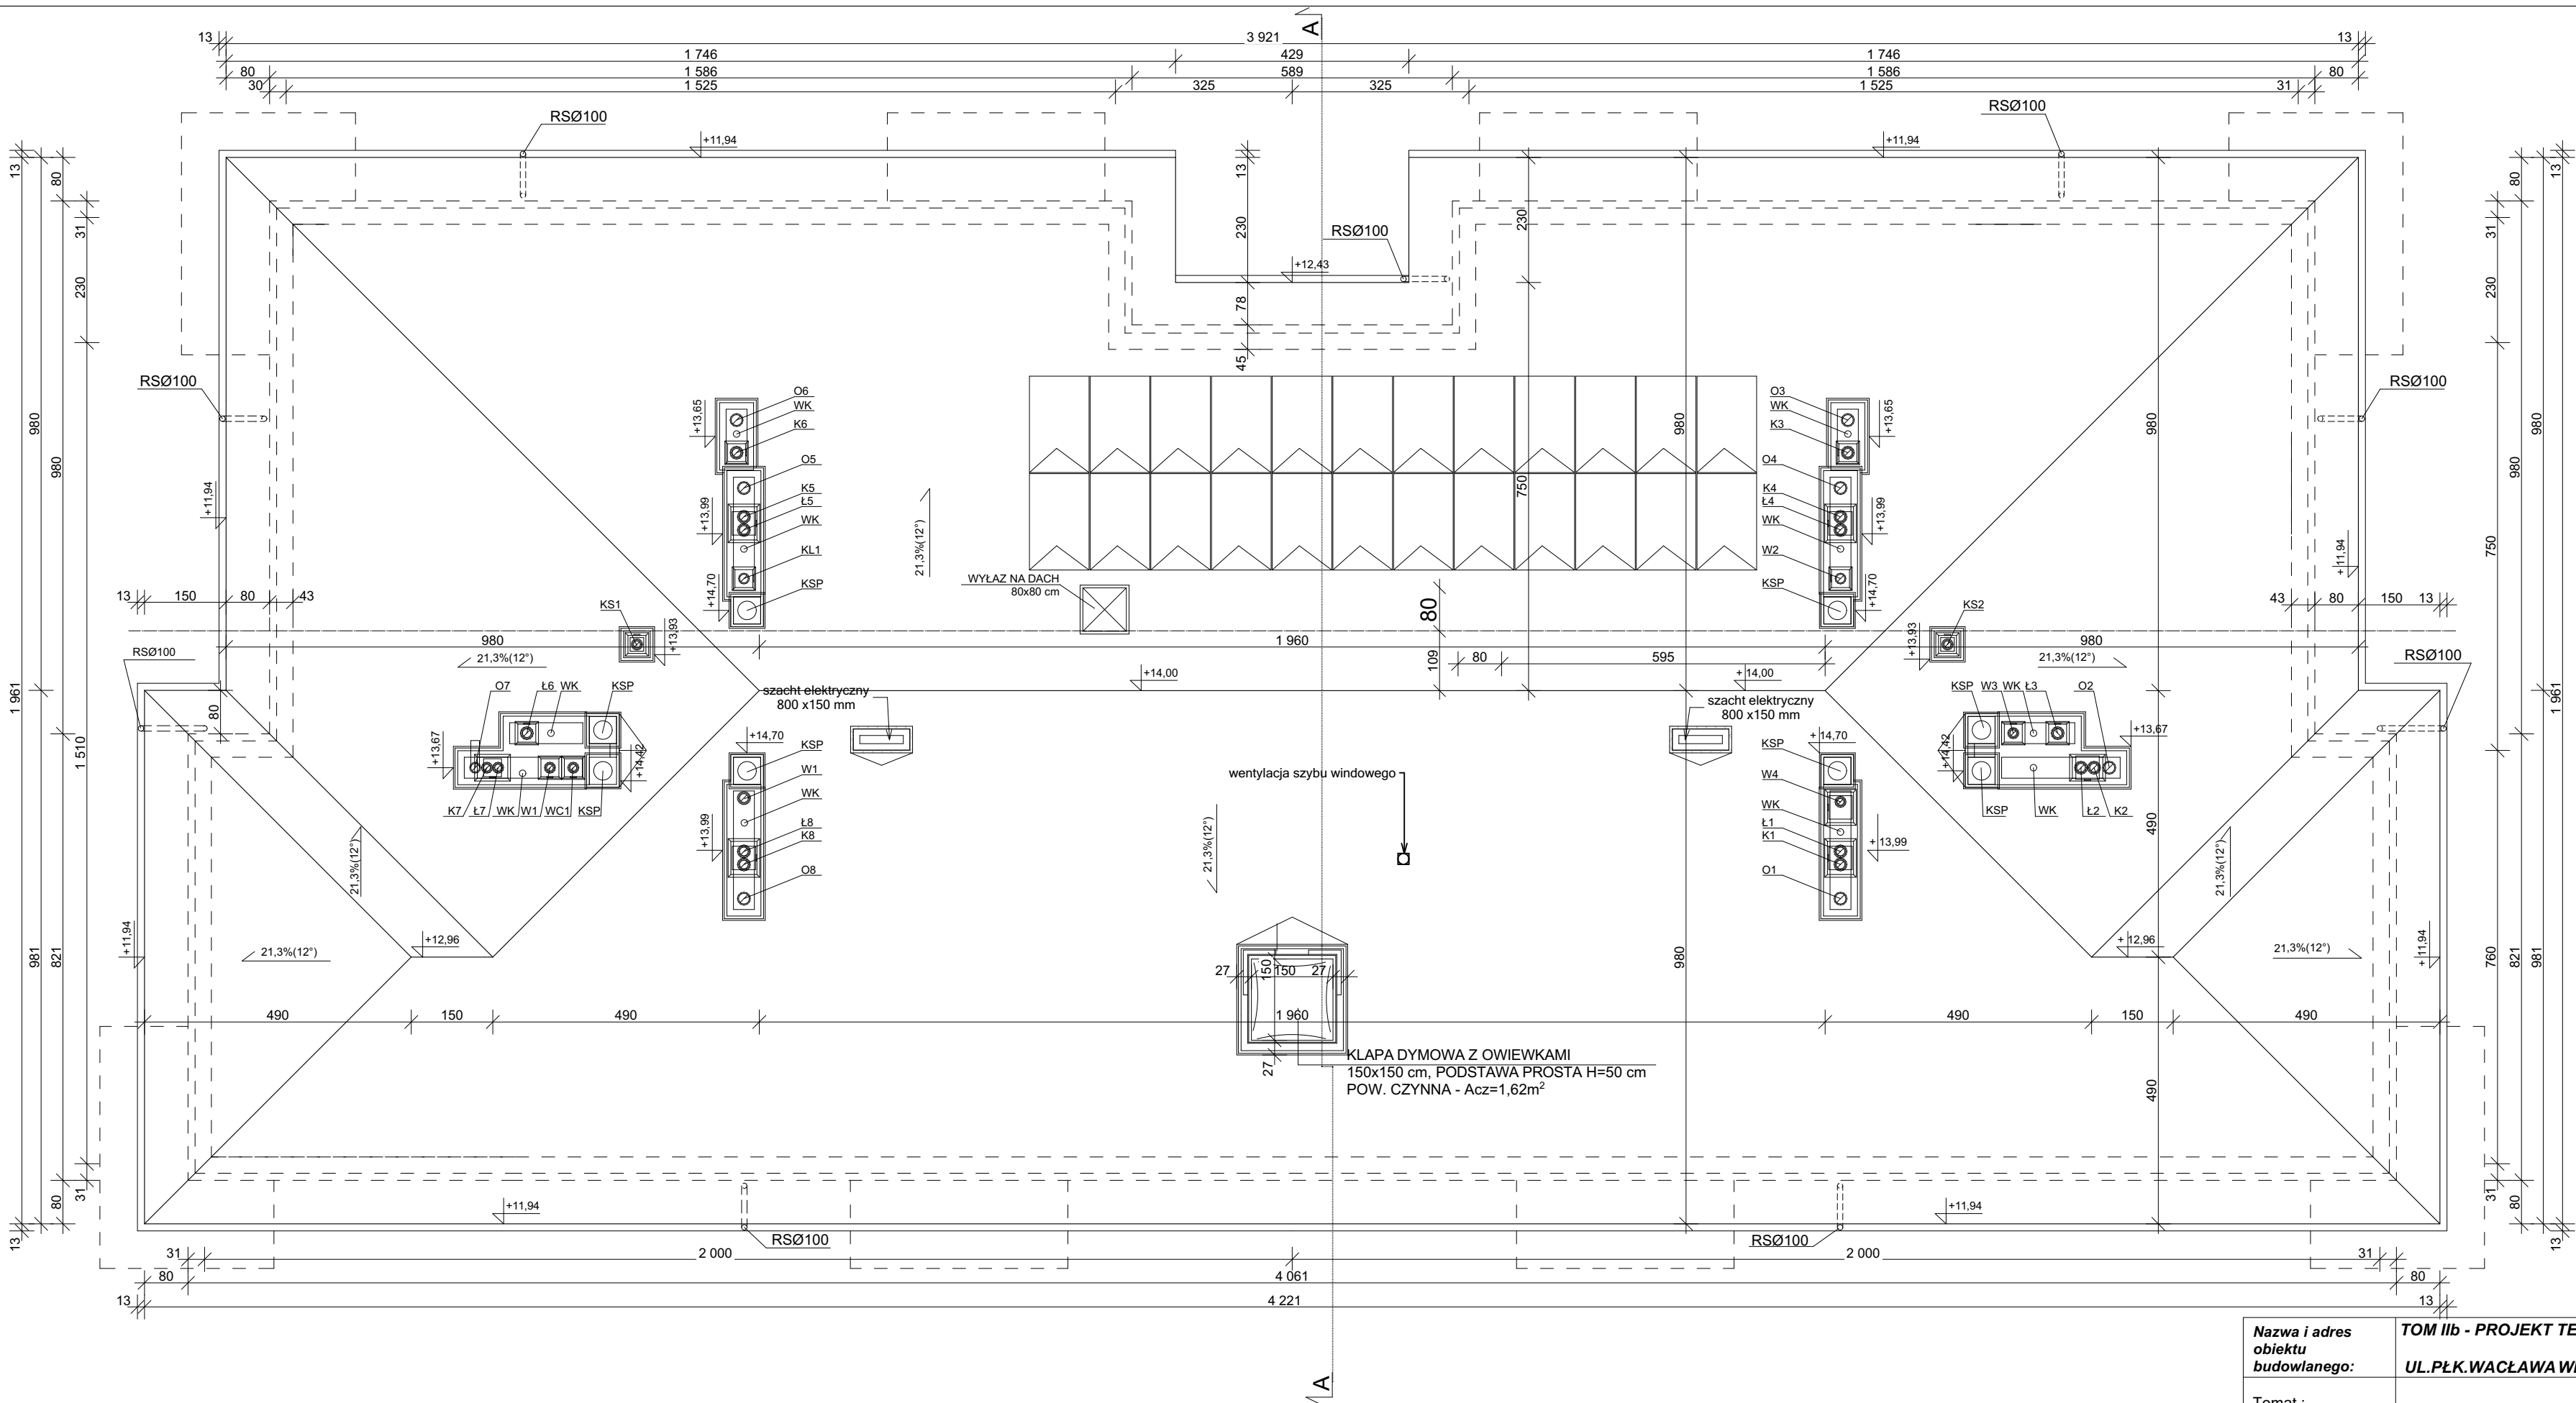 A
13 3 921 13
1 746 429 1 746
80 1 586 589 1 586 80
30 1 525 325 325 1 525 31
RSØ100
RSØ100
+11,94
+11,94
13
980
1 961
981
13
980
1 510
80
980
821
80
31
230
31
13
230
78
45
230
750
RSØ100
+12,43
980
980
80
31
230
750
760
31
980
821
80
980
981
13
1 961
13
RSØ100
RSØ100
+11,94
+11,94
+13,65
O6
WK
K6
O5
K5
Ł5
WK
KL1
KSP
+13,99
+14,70
21,3%(12°)
WYŁAZ NA DACH
80x80 cm
O3
WK
K3
O4
K4
Ł4
WK
W2
KSP
+13,65
+13,99
+14,70
13 150 80 43
43 80 150 13
KS1
+13,93
KS2
+13,93
80
109
980 1 960 980
80 595
21,3%(12°)
21,3%(12°)
RSØ100
RSØ100
80
+14,00
+14,00
szacht elektryczny
800 x150 mm
szacht elektryczny
800 x150 mm
O7 Ł6 WK KSP
+13,67
+14,42
K7 Ł7 WK W1 WC1 KSP
+14,70
KSP
W1
WK
Ł8
K8
O8
+13,99
wentylacja szybu windowego
+14,70
KSP
W4
WK
Ł1
K1
O1
+13,99
KSP W3 WK Ł3 O2
+13,67
+14,42
KSP WK Ł2 K2
21,3%(12°)
21,3%(12°)
21,3%(12°)
490
490
980
+11,94
+12,96
21,3%(12°)
+12,96
21,3%(12°)
+11,94
27 150 27
150
27
490 150 490 1 960 490 150 490
KLAPA DYMOWA Z OWIEWKAMI
150x150 cm, PODSTAWA PROSTA H=50 cm
POW. CZYNNA - Acz=1,62m²
+11,94
+11,94
RSØ100
RSØ100
31 2 000 2 000 31
80 4 061 80
13 4 221 13
A
Nazwa i adres
obiektu
budowlanego:
TOM IIb - PROJEKT TE
UL.PŁK.WACŁAWA
Temat :